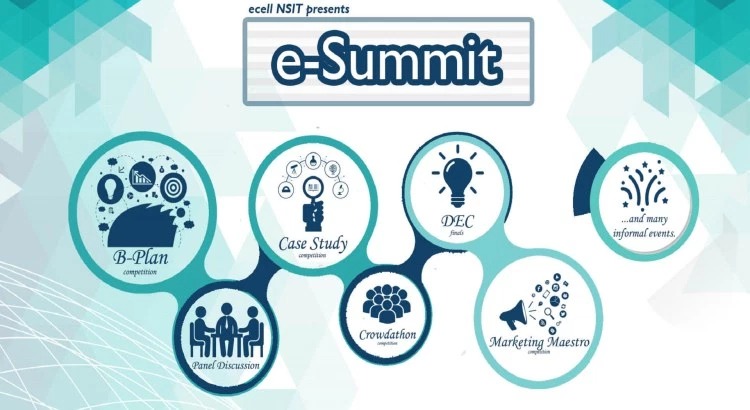 ecell NSIT presents
e-Summit
B-Plan
competition
Panel Discussion
Case Study
competition
Crowdathon
competition
DEC
finals
Marketing Maestro
competition
...and many
informal events.